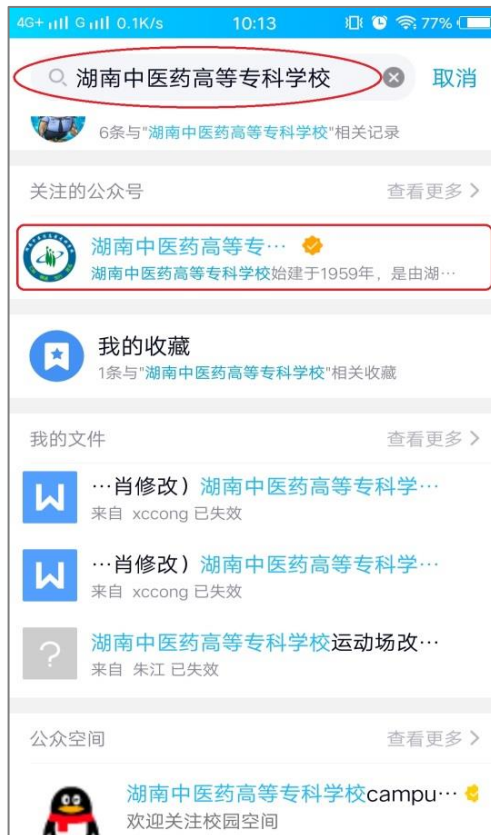 4G+ G 0.1K/s 10:13 77%
湖南中医药高等专科学校 取消
6条与"湖南中医药高等专科学校"相关记录
关注的公众号 查看更多
湖南中医药高等专…
湖南中医药高等专科学校始建于1959年，是由湖…
我的收藏
1条与"湖南中医药高等专科学校"相关收藏
我的文件 查看更多
…肖修改）湖南中医药高等专科学…
来自 xccong 已失效
…肖修改）湖南中医药高等专科学…
来自 xccong 已失效
湖南中医药高等专科学校运动场改…
来自 朱江 已失效
公众空间 查看更多
湖南中医药高等专科学校campu…
欢迎关注校园空间